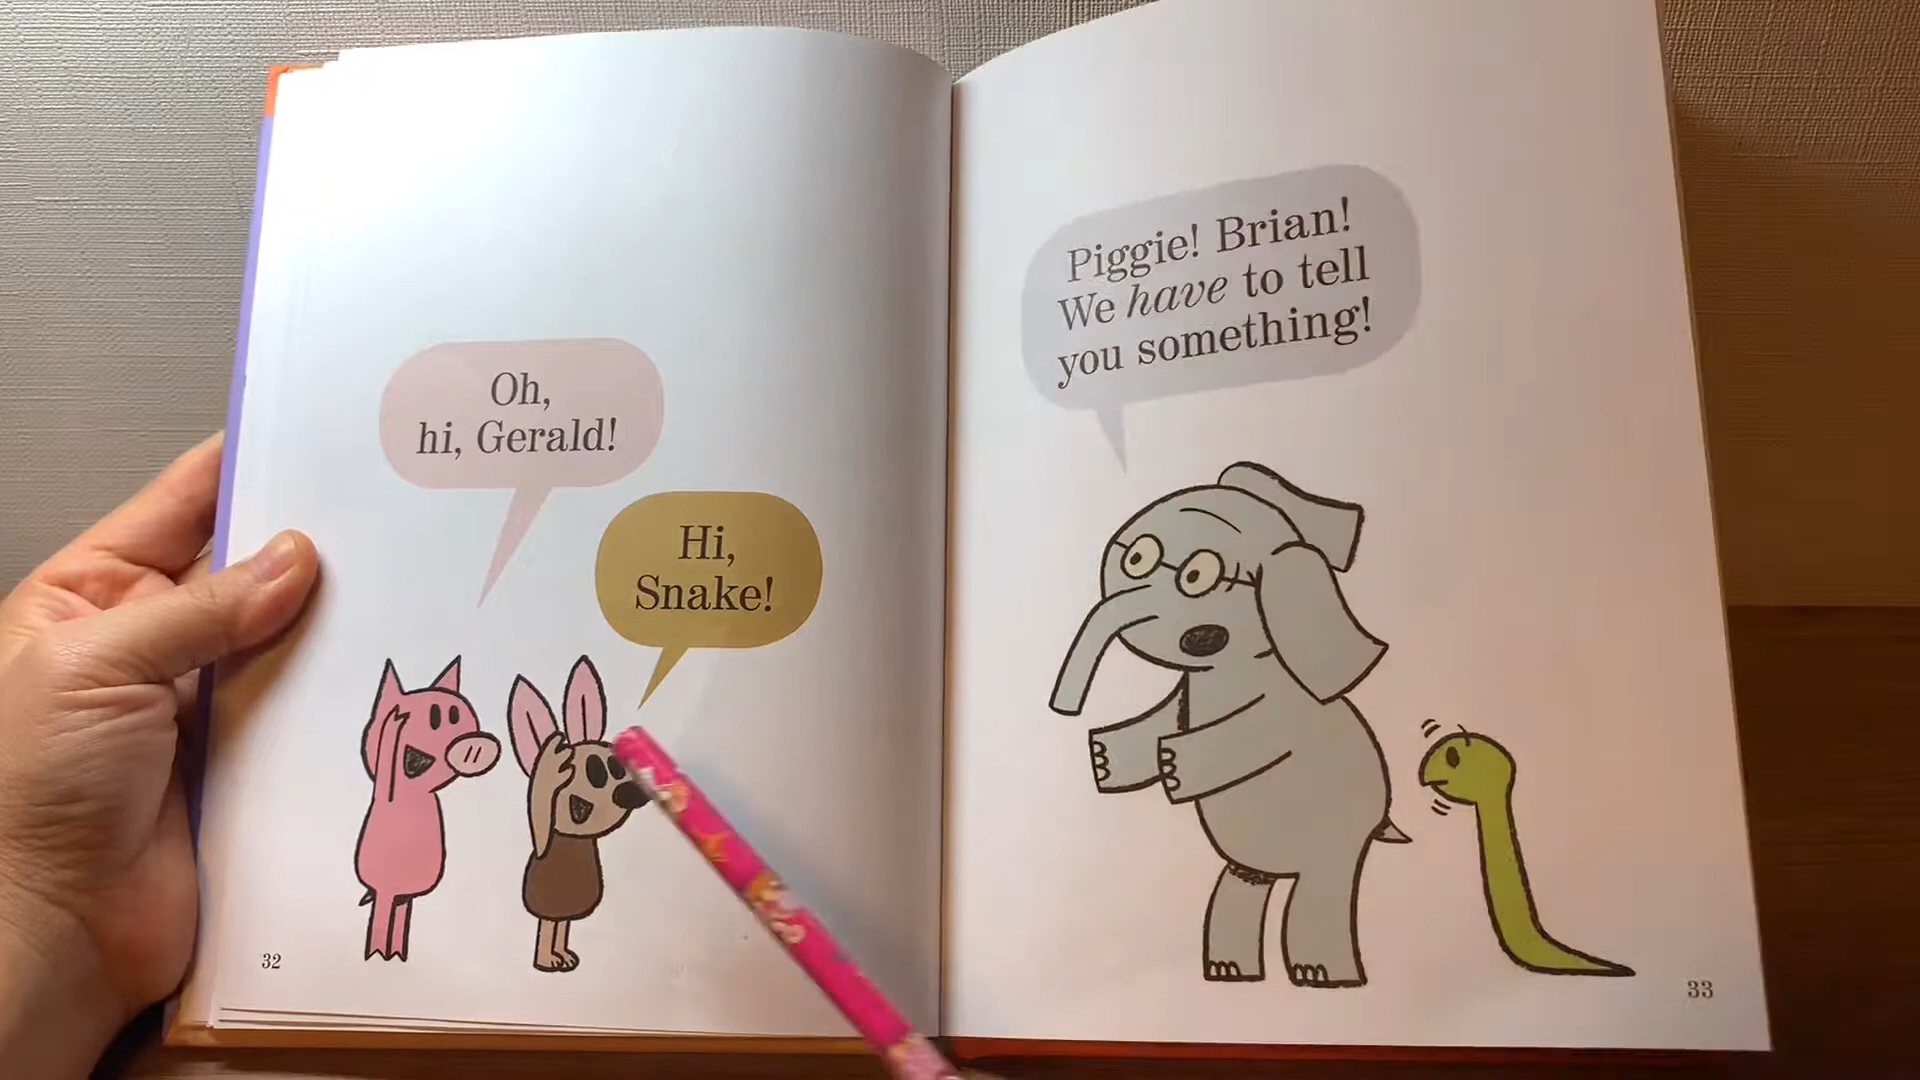 Oh,
hi, Gerald!
Hi,
Snake!
32
Piggie! Brian!
We have to tell
you something!
33